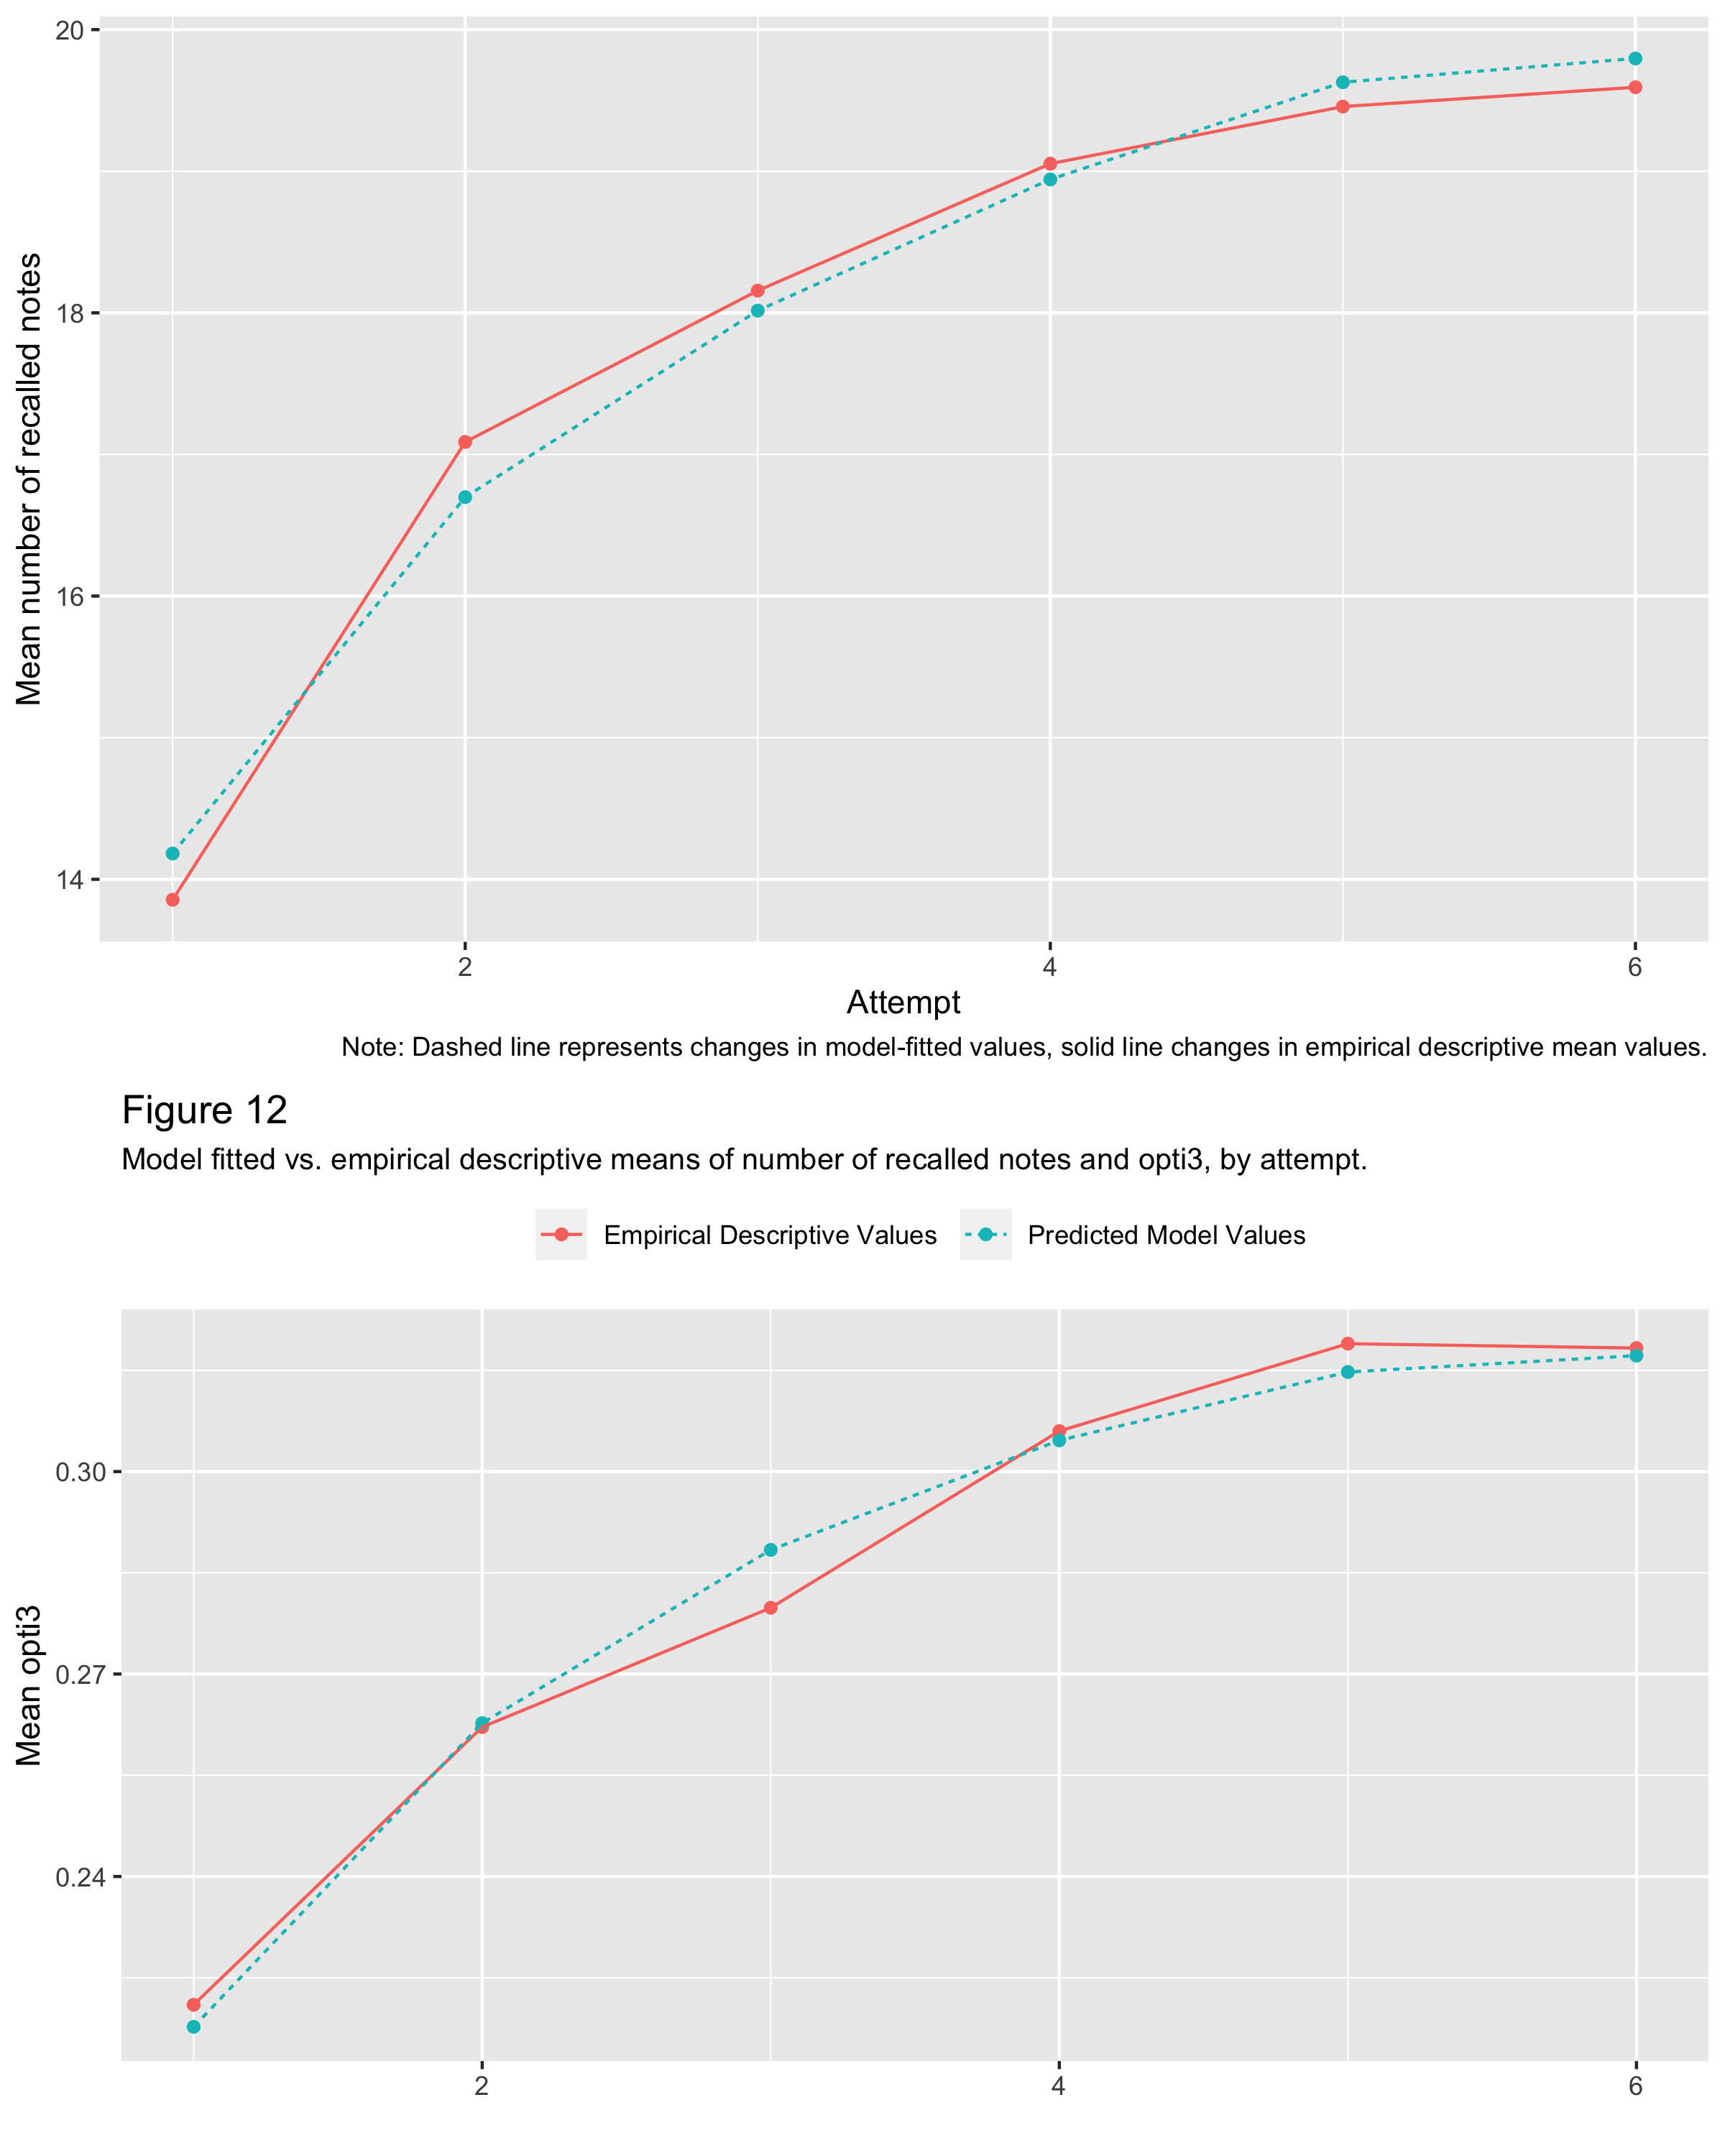 20
18
16
14
Mean number of recalled notes
2 4 6
Attempt
Note: Dashed line represents changes in model-fitted values, solid line changes in empirical descriptive mean values.
Figure 12
Model fitted vs. empirical descriptive means of number of recalled notes and opti3, by attempt.
Empirical Descriptive Values Predicted Model Values
0.30
0.27
0.24
Mean opti3
2 4 6